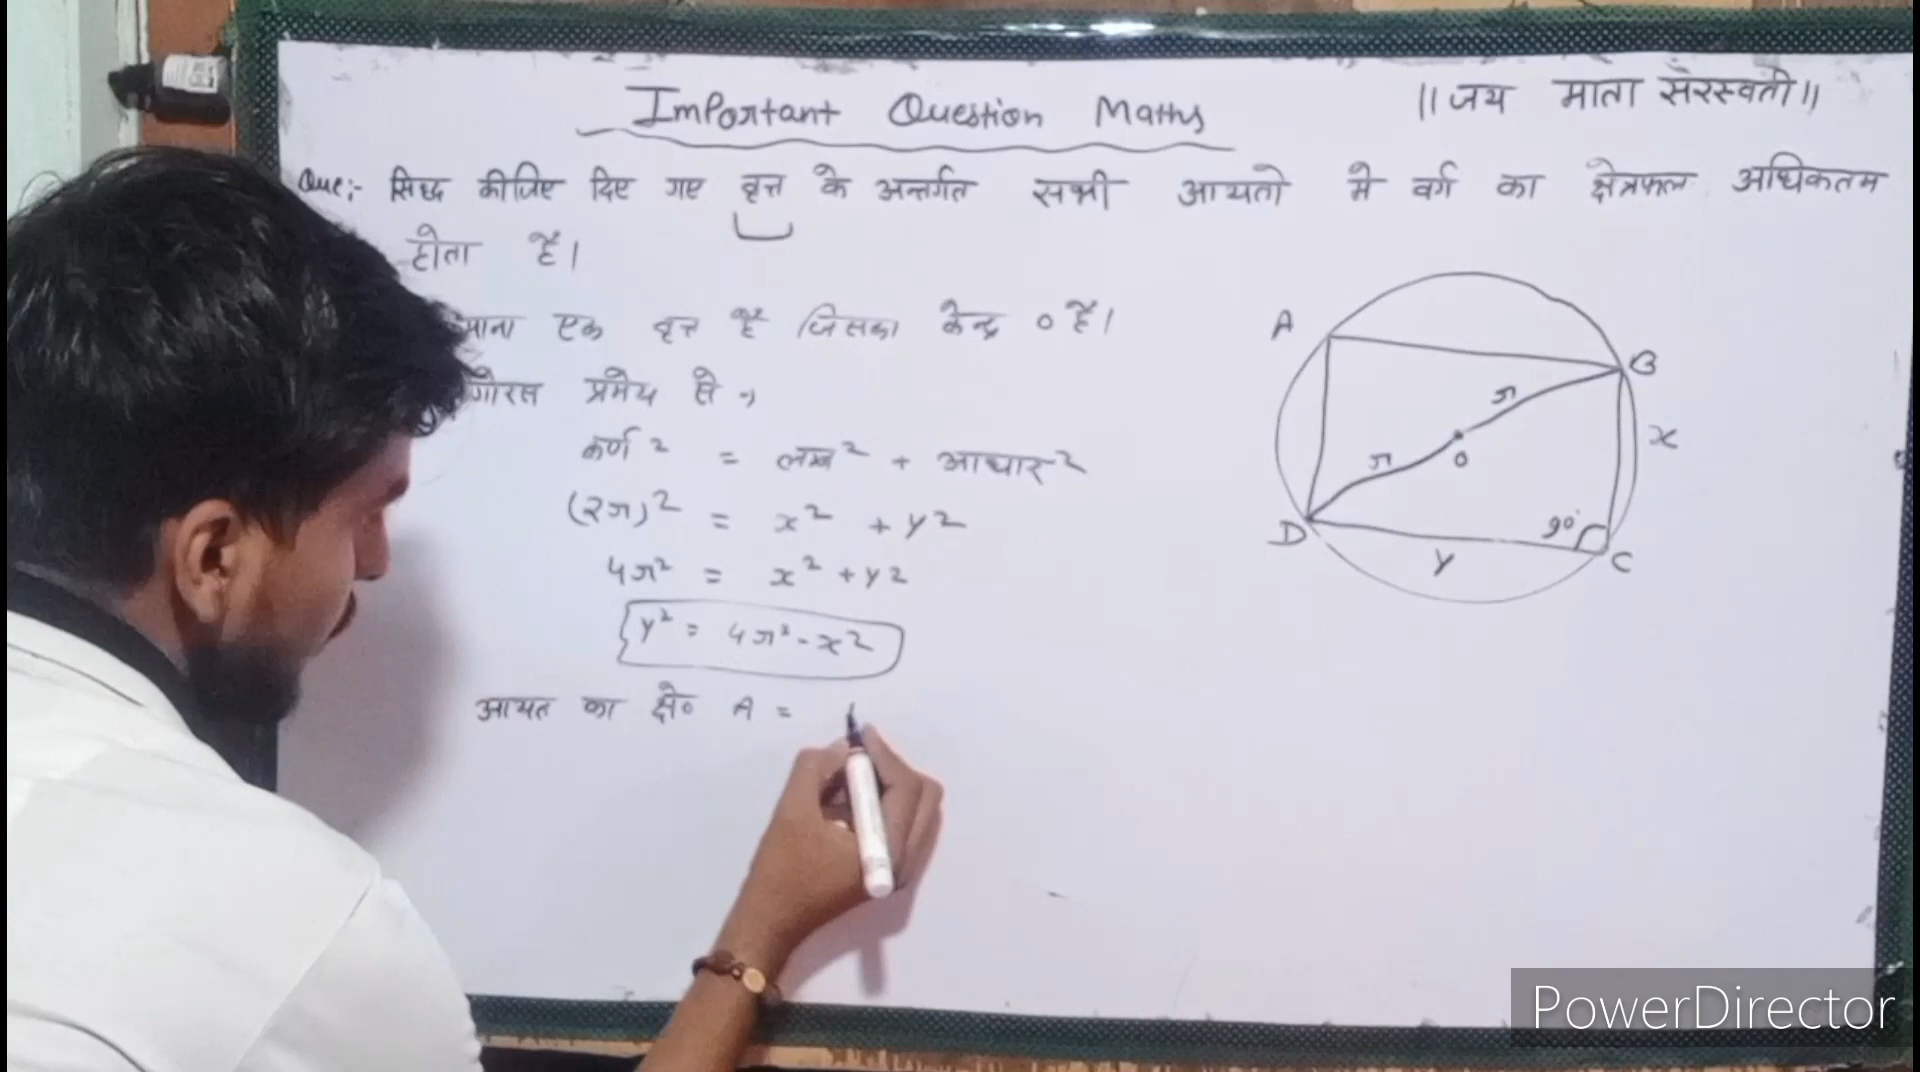 Important Question Maths
|| जय माता सरस्वती ||
Que:- सिद्ध कीजिए दिए गए वृत्त के अन्तर्गत सभी आयतो मे वर्ग का क्षेत्रफल अधिकतम
होता है।
माना एक वृत्त है जिसका केन्द्र o है।
गोरस प्रमेय से →
कर्ण² = लम्ब² + आधार²
(2r)² = x² + y²
4r² = x² + y²
y² = 4r² - x²
आयत का क्षे० A =
A
B
r
x
r
o
D
90°
C
y
PowerDirector